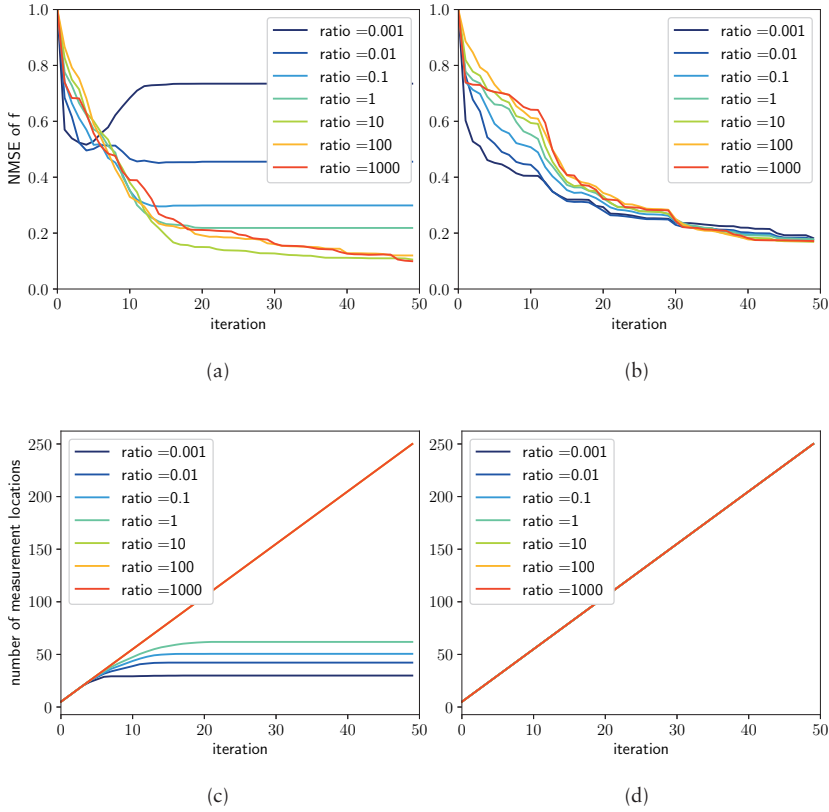 1.0
0.8
0.6
0.4
0.2
0.0
NMSE of f
0 10 20 30 40 50
iteration
ratio =0.001
ratio =0.01
ratio =0.1
ratio =1
ratio =10
ratio =100
ratio =1000
(a)
1.0
0.8
0.6
0.4
0.2
0.0
0 10 20 30 40 50
iteration
ratio =0.001
ratio =0.01
ratio =0.1
ratio =1
ratio =10
ratio =100
ratio =1000
(b)
250
200
150
100
50
0
number of measurement locations
0 10 20 30 40 50
iteration
ratio =0.001
ratio =0.01
ratio =0.1
ratio =1
ratio =10
ratio =100
ratio =1000
(c)
250
200
150
100
50
0
0 10 20 30 40 50
iteration
ratio =0.001
ratio =0.01
ratio =0.1
ratio =1
ratio =10
ratio =100
ratio =1000
(d)